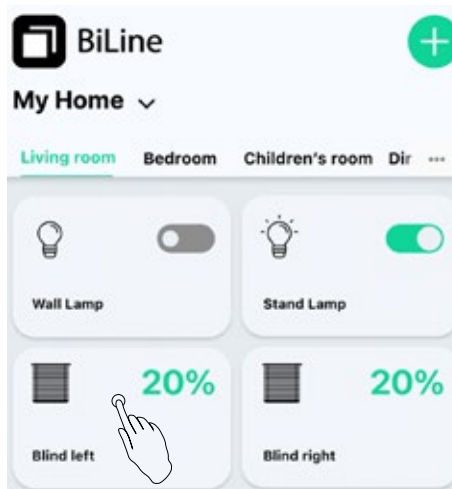 BiLine
My Home
Living room Bedroom Children's room Dir ...
Wall Lamp Stand Lamp
20% 20%
Blind left Blind right